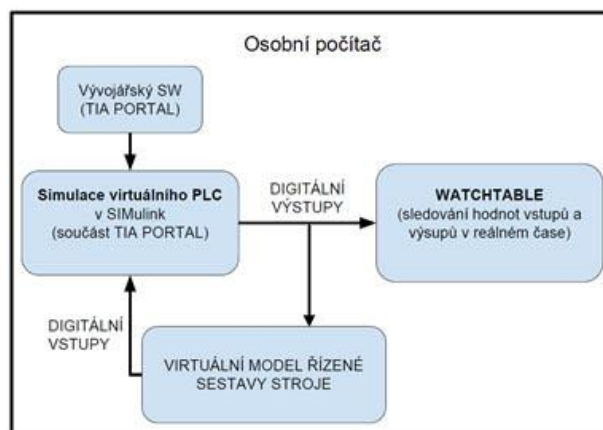 Osobní počítač
Vývojářský SW
(TIA PORTAL)
Simulace virtuálního PLC
v SIMulink
(součást TIA PORTAL)
DIGITÁLNÍ
VÝSTUPY
WATCHTABLE
(sledování hodnot vstupů a
výsupů v reálném čase)
DIGITÁLNÍ
VSTUPY
VIRTUÁLNÍ MODEL ŘÍZENÉ
SESTAVY STROJE